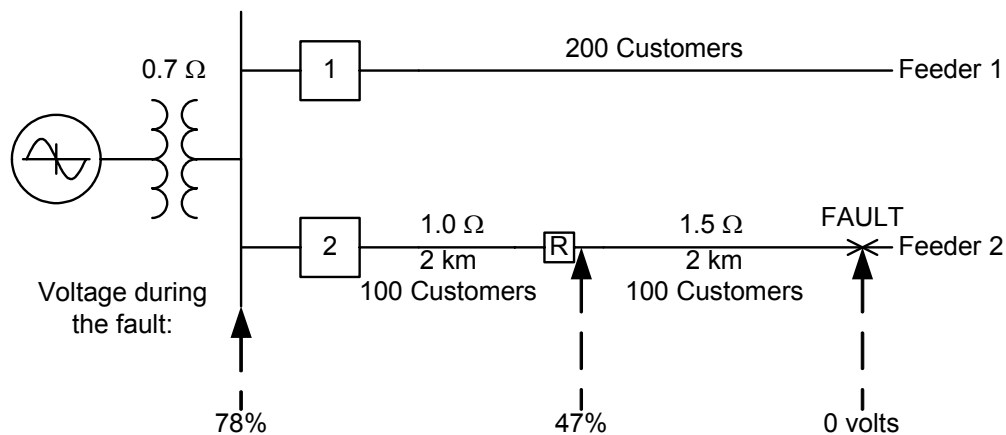 200 Customers
0.7 Ω
1
Feeder 1
1.0 Ω
1.5 Ω
FAULT
2
R
Feeder 2
2 km
2 km
100 Customers
100 Customers
Voltage during
the fault:
78%
47%
0 volts